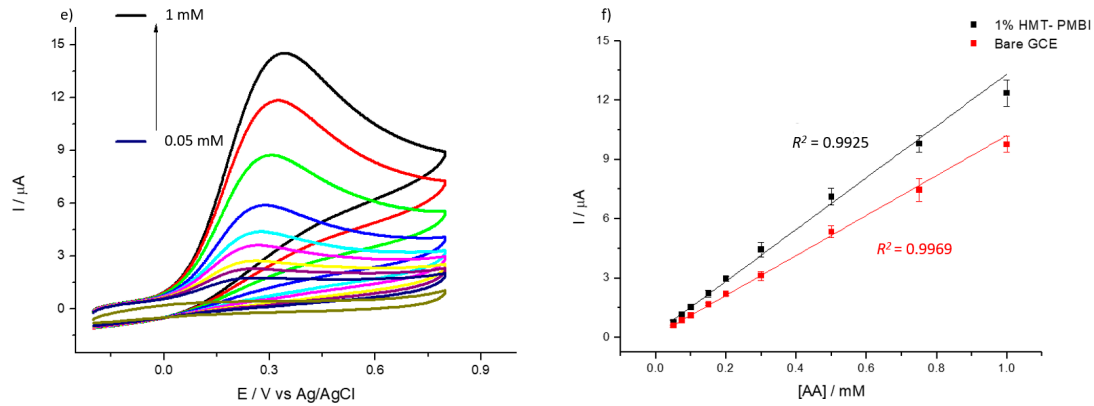 e)
1 mM
0.05 mM
15
12
9
6
3
0
I / μA
0.0
0.3
0.6
0.9
E / V vs Ag/AgCl
f)
1% HMT- PMBI
Bare GCE
R² = 0.9925
R² = 0.9969
15
12
9
6
3
0
I / μA
0.0
0.2
0.4
0.6
0.8
1.0
[AA] / mM